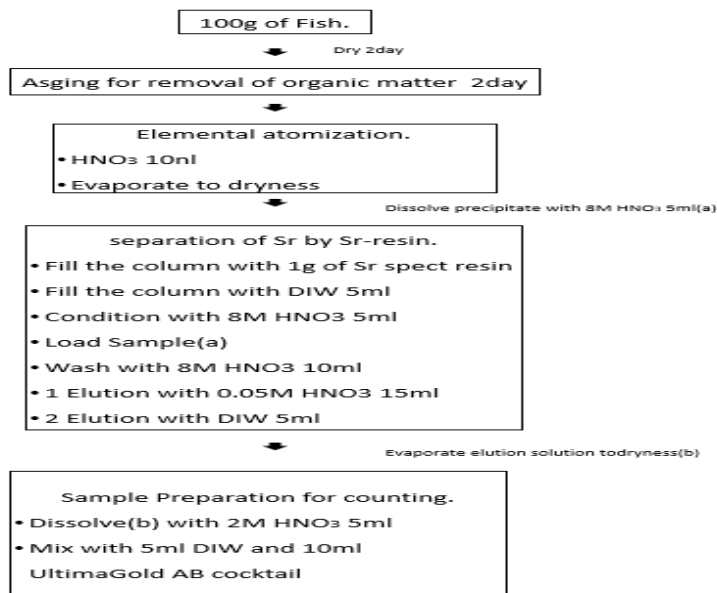 100g of Fish.
Dry 2day
Asging for removal of organic matter 2day
Elemental atomization.
• HNO₃ 10nl
• Evaporate to dryness
Dissolve precipitate with 8M HNO₃ 5ml(a)
separation of Sr by Sr-resin.
• Fill the column with 1g of Sr spect resin
• Fill the column with DIW 5ml
• Condition with 8M HNO3 5ml
• Load Sample(a)
• Wash with 8M HNO3 10ml
• 1 Elution with 0.05M HNO3 15ml
• 2 Elution with DIW 5ml
Evaporate elution solution todryness(b)
Sample Preparation for counting.
• Dissolve(b) with 2M HNO₃ 5ml
• Mix with 5ml DIW and 10ml
UltimaGold AB cocktail